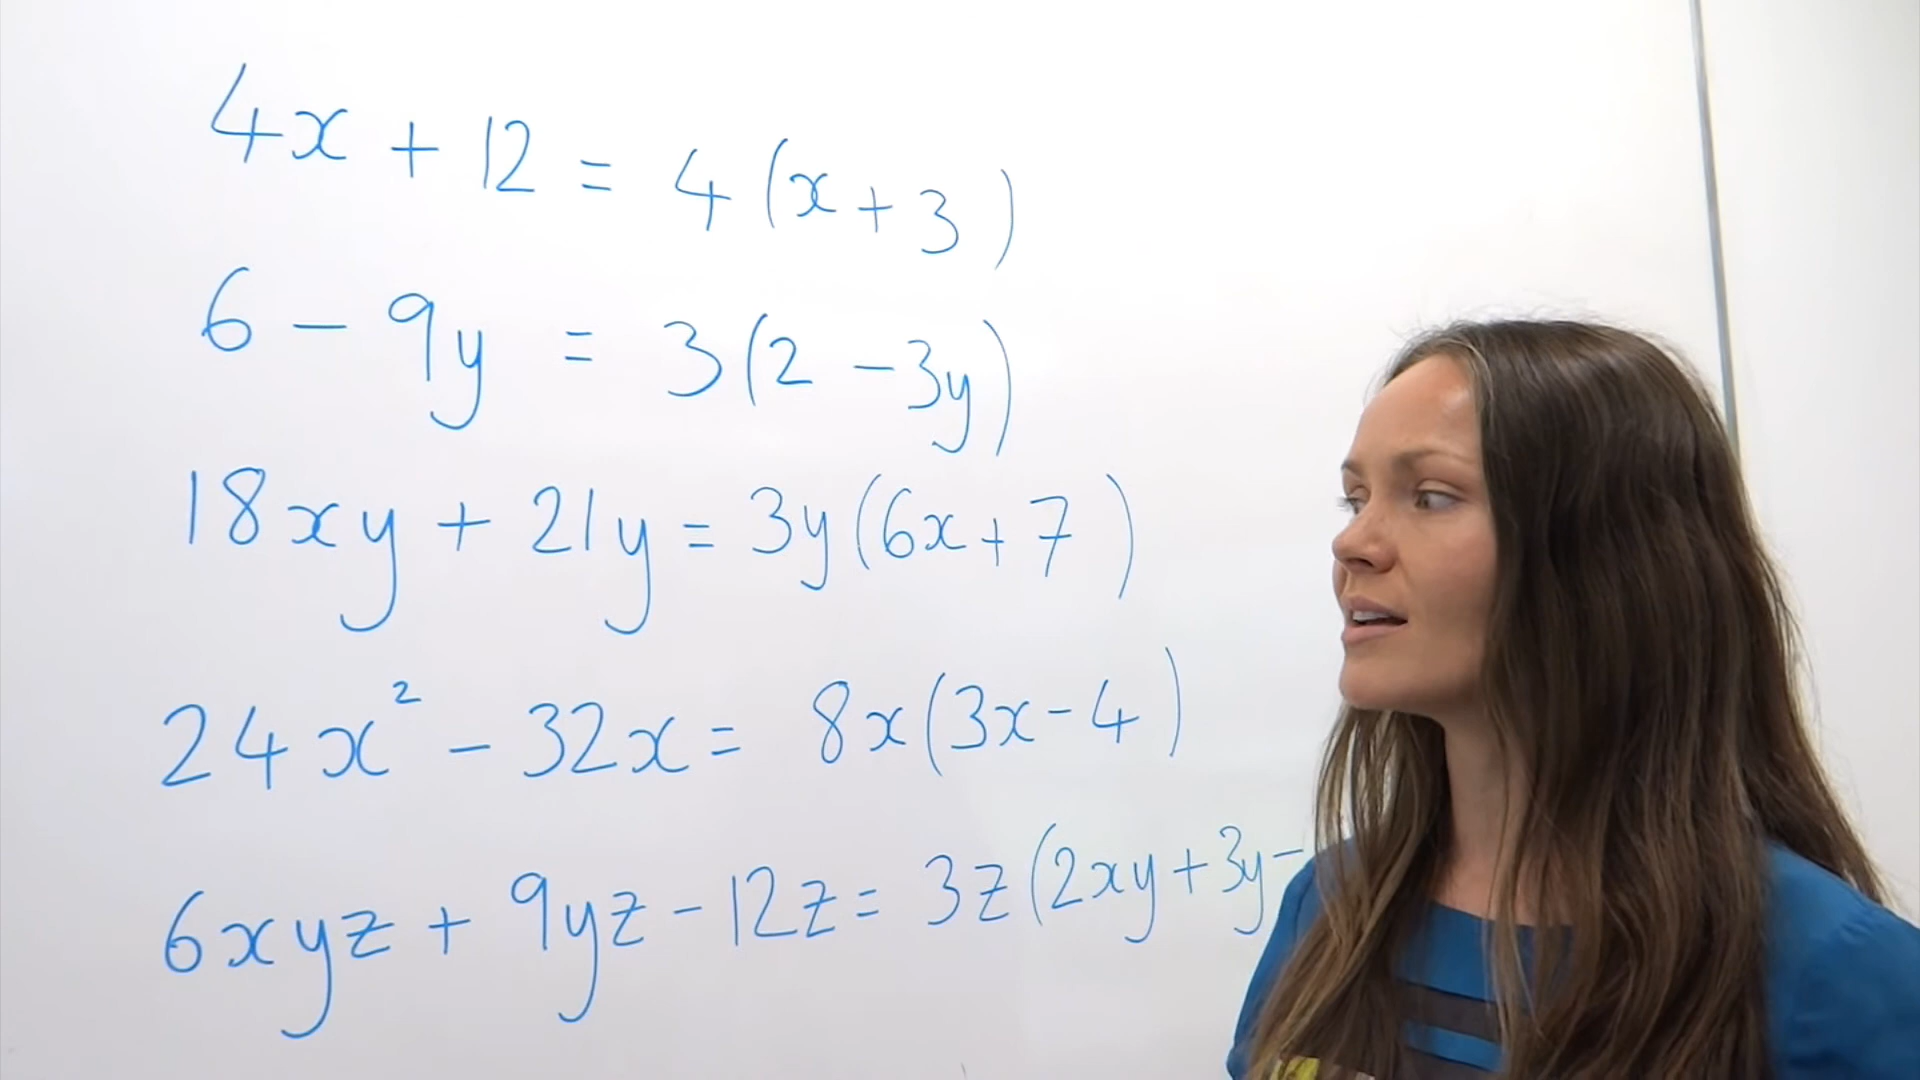 4x + 12 = 4(x+3)
6 - 9y = 3(2 - 3y)
18xy + 21y = 3y(6x+7)
24x² - 32x = 8x(3x-4)
6xyz + 9yz - 12z = 3z(2xy+3y-